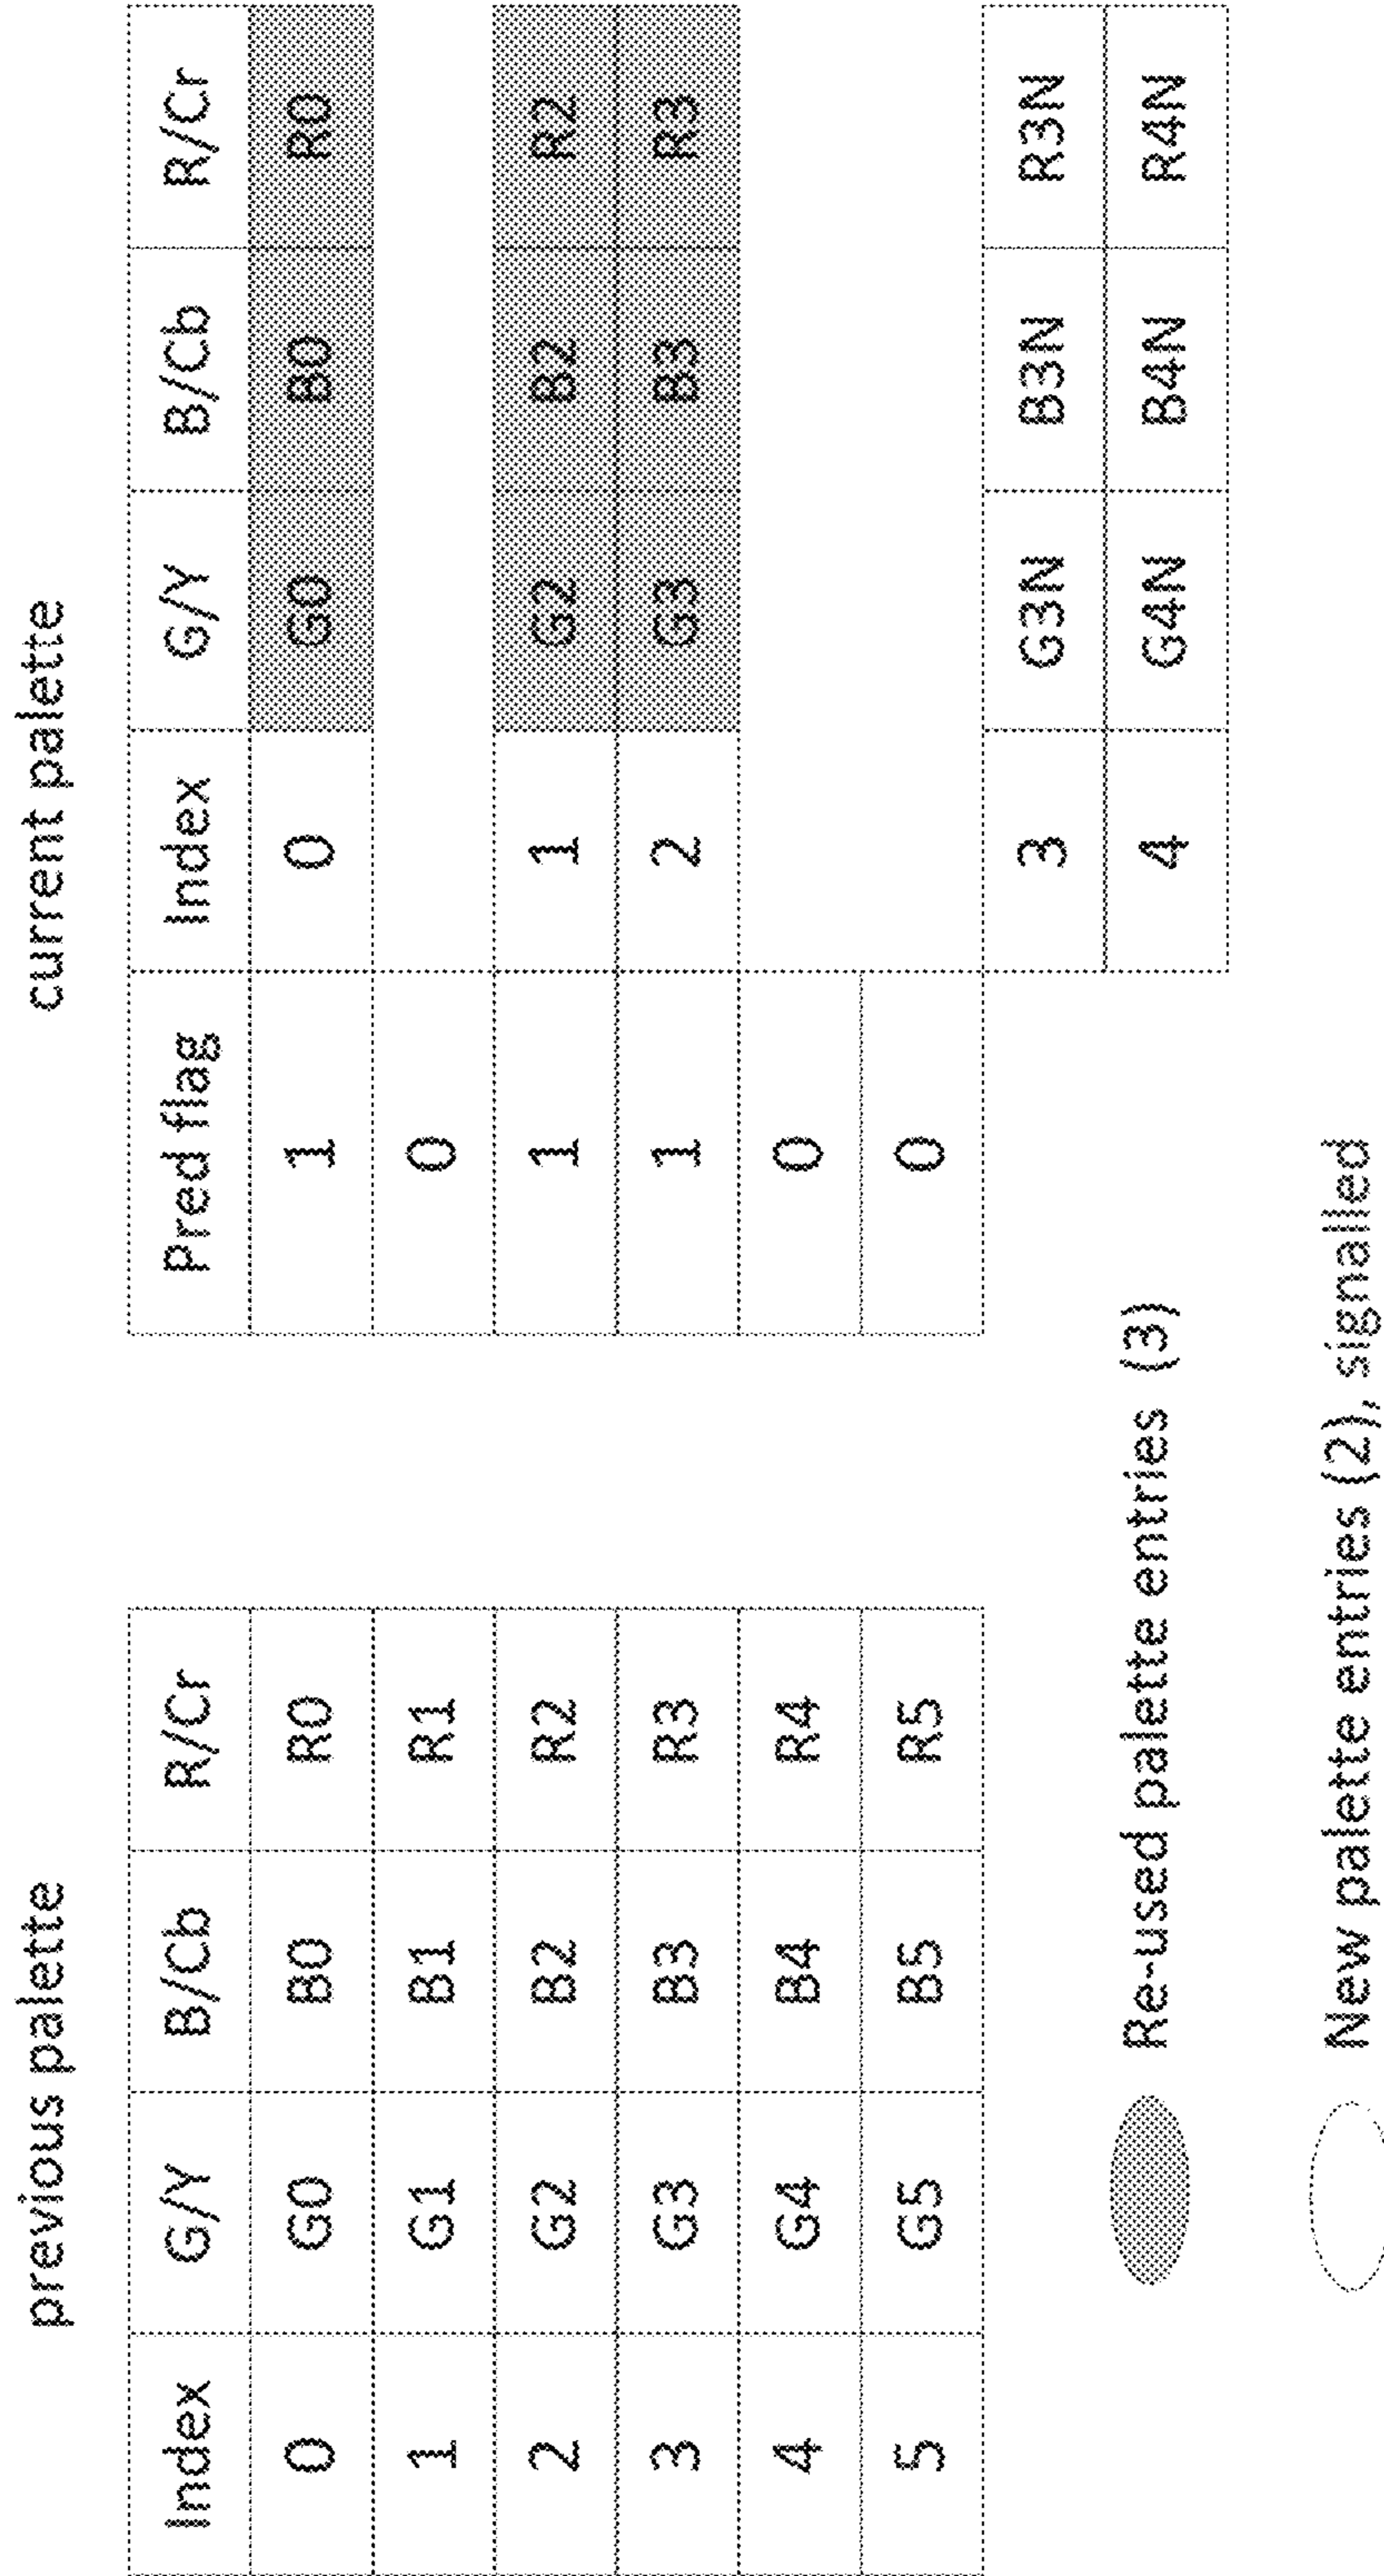 previous palette
Index G/Y B/Cb R/Cr
0 G0 B0 R0
1 G1 B1 R1
2 G2 B2 R2
3 G3 B3 R3
4 G4 B4 R4
5 G5 B5 R5
current palette
Pred flag Index G/Y B/Cb R/Cr
1 0 G0 B0 R0
0
1 1 G2 B2 R2
1 2 G3 B3 R3
0
0
3 G3N B3N R3N
4 G4N B4N R4N
Re-used palette entries (3)
New palette entries (2), signalled